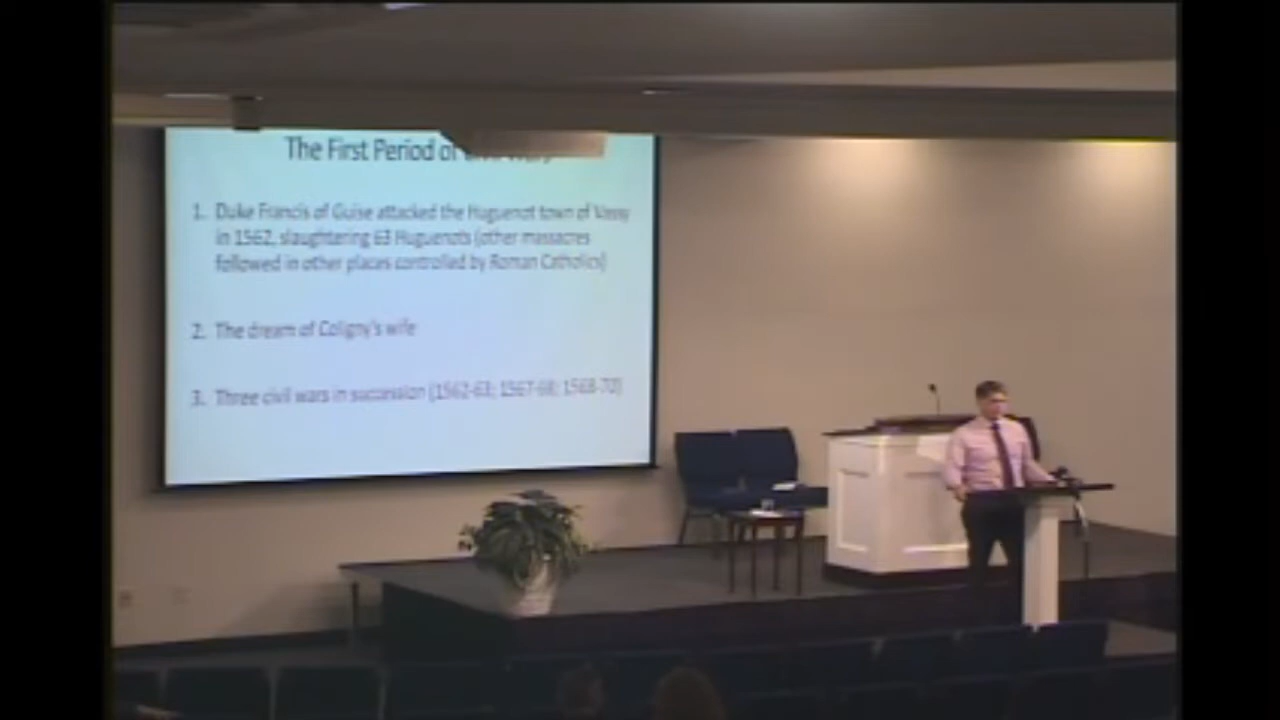 The First Period of
1. Duke Francis of Guise attacked the Huguenot town of Vassy
in 1562, slaughtering 63 Huguenots (other massacres
followed in other places controlled by Roman Catholics)
2. The dream of Coligny's wife
3. Three civil wars in succession (1562-63; 1567-68; 1568-70)